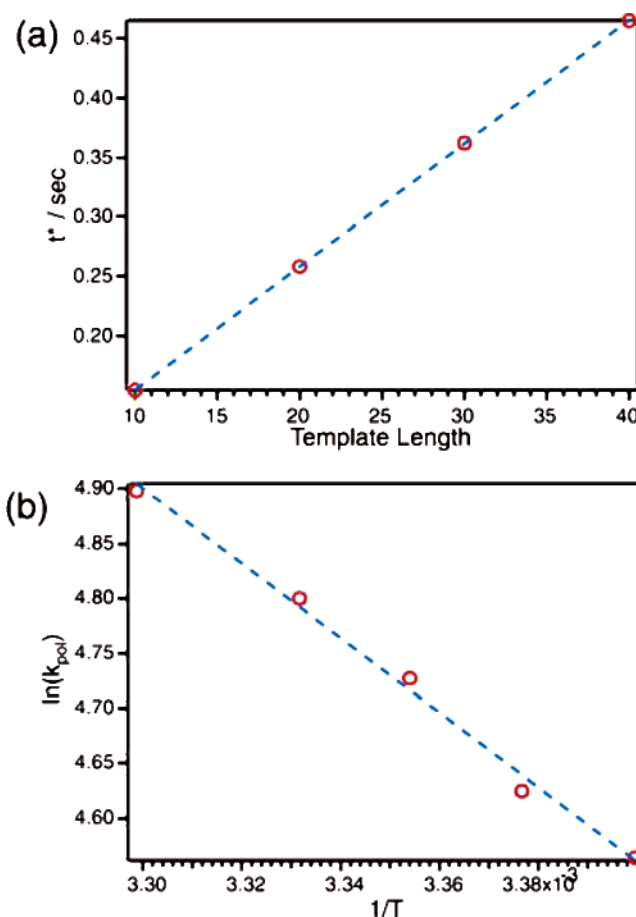 (a)
t* / sec
0.45
0.40
0.35
0.30
0.25
0.20
10 15 20 25 30 35 40
Template Length
(b)
ln(k_pol)
4.90
4.85
4.80
4.75
4.70
4.65
4.60
3.30 3.32 3.34 3.36 3.38x10^-3
1/T